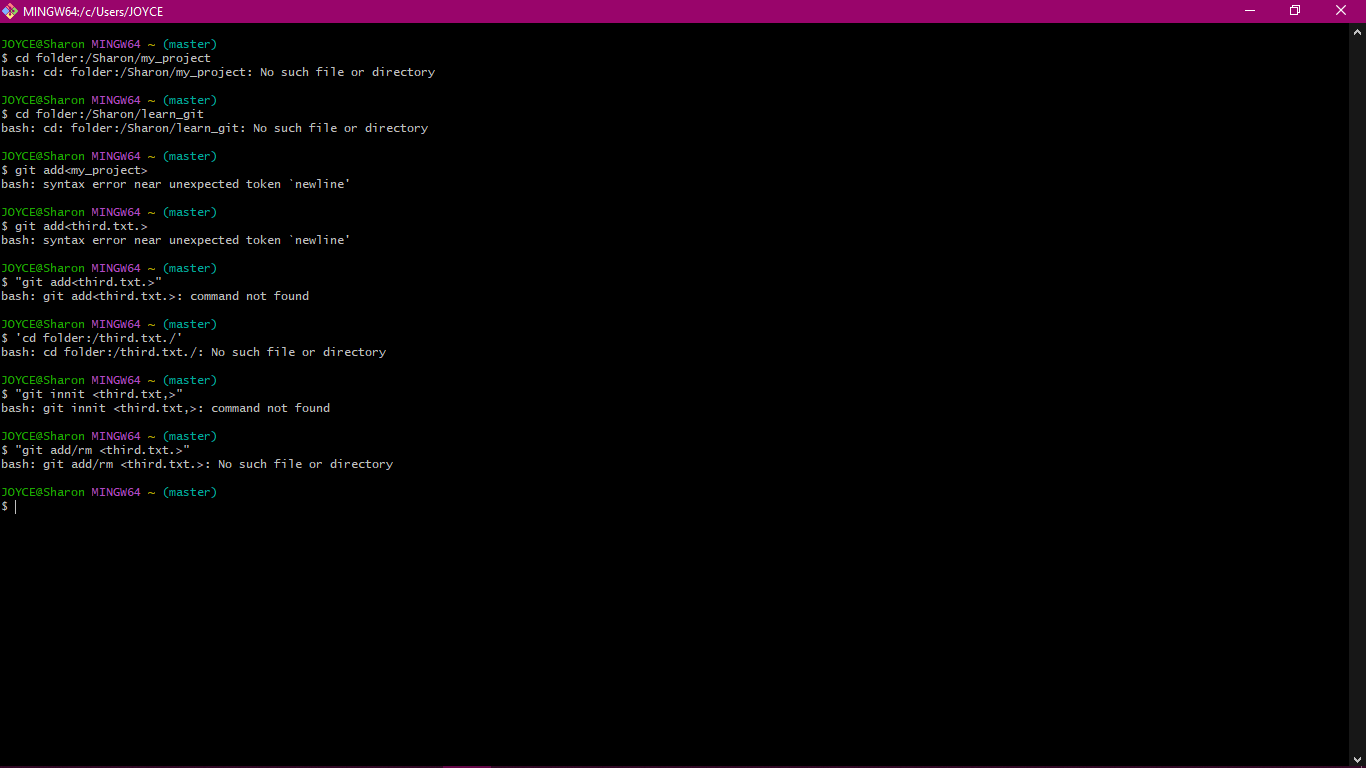 MINGW64:/c/Users/JOYCE
JOYCE@Sharon MINGW64 ~ (master)
$ cd folder:/Sharon/my_project
bash: cd: folder:/Sharon/my_project: No such file or directory
JOYCE@Sharon MINGW64 ~ (master)
$ cd folder:/Sharon/learn_git
bash: cd: folder:/Sharon/learn_git: No such file or directory
JOYCE@Sharon MINGW64 ~ (master)
$ git add<my_project>
bash: syntax error near unexpected token `newline'
JOYCE@Sharon MINGW64 ~ (master)
$ git add<third.txt.>
bash: syntax error near unexpected token `newline'
JOYCE@Sharon MINGW64 ~ (master)
$ "git add<third.txt.>"
bash: git add<third.txt.>: command not found
JOYCE@Sharon MINGW64 ~ (master)
$ 'cd folder:/third.txt./'
bash: cd folder:/third.txt./: No such file or directory
JOYCE@Sharon MINGW64 ~ (master)
$ "git innit <third.txt,>"
bash: git innit <third.txt,>: command not found
JOYCE@Sharon MINGW64 ~ (master)
$ "git add/rm <third.txt.>"
bash: git add/rm <third.txt.>: No such file or directory
JOYCE@Sharon MINGW64 ~ (master)
$